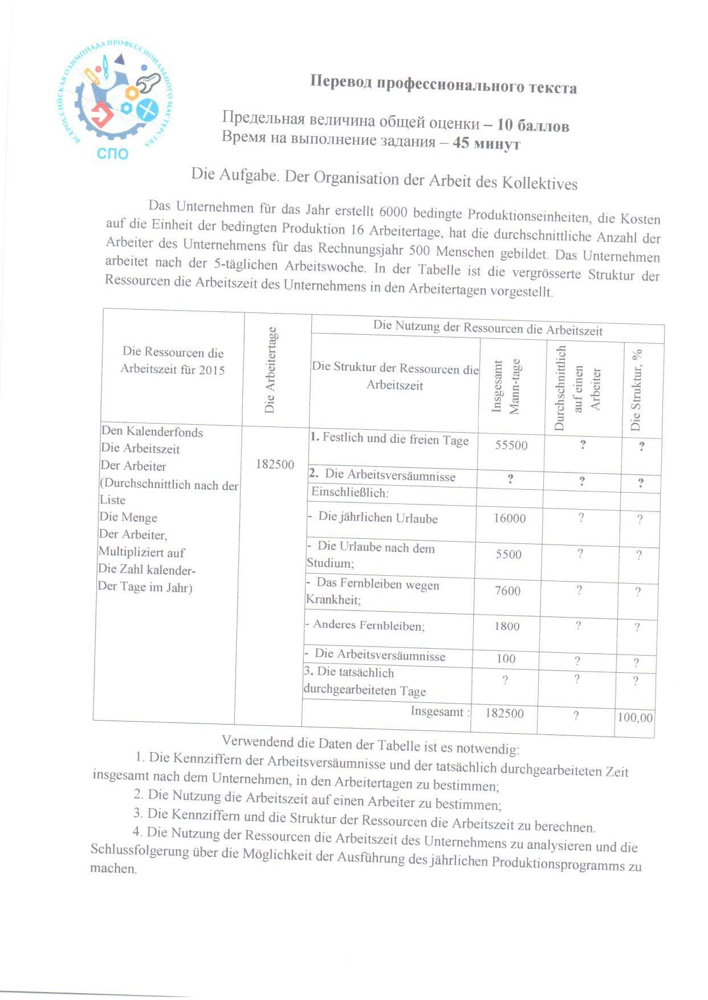 ВСЕРОССИЙСКАЯ ОЛИМПИАДА ПРОФЕССИОНАЛЬНОГО МАСТЕРСТВА
СПО
Перевод профессионального текста
Предельная величина общей оценки – 10 баллов
Время на выполнение задания – 45 минут
Die Aufgabe. Der Organisation der Arbeit des Kollektives
Das Unternehmen für das Jahr erstellt 6000 bedingte Produktionseinheiten, die Kosten
auf die Einheit der bedingten Produktion 16 Arbeitertage, hat die durchschnittliche Anzahl der
Arbeiter des Unternehmens für das Rechnungsjahr 500 Menschen gebildet. Das Unternehmen
arbeitet nach der 5-täglichen Arbeitswoche. In der Tabelle ist die vergrösserte Struktur der
Ressourcen die Arbeitszeit des Unternehmens in den Arbeitertagen vorgestellt.
Die Ressourcen die
Arbeitszeit für 2015
Die Arbeitertage
Die Nutzung der Ressourcen die Arbeitszeit
Die Struktur der Ressourcen die
Arbeitszeit
Insgesamt
Mann-tage
Durchschnittlich
auf einen
Arbeiter
Die Struktur, %
Den Kalenderfonds
Die Arbeitszeit
Der Arbeiter
(Durchschnittlich nach der
Liste
Die Menge
Der Arbeiter,
Multipliziert auf
Die Zahl kalender-
Der Tage im Jahr)
182500
1. Festlich und die freien Tage 55500 ? ?
2. Die Arbeitsversäumnisse ? ? ?
Einschließlich:
- Die jährlichen Urlaube 16000 ? ?
- Die Urlaube nach dem
Studium; 5500 ? ?
- Das Fernbleiben wegen
Krankheit; 7600 ? ?
- Anderes Fernbleiben; 1800 ? ?
- Die Arbeitsversäumnisse 100 ? ?
3. Die tatsächlich
durchgearbeiteten Tage ? ? ?
Insgesamt : 182500 ? 100,00
Verwendend die Daten der Tabelle ist es notwendig:
1. Die Kennziffern der Arbeitsversäumnisse und der tatsächlich durchgearbeiteten Zeit
insgesamt nach dem Unternehmen, in den Arbeitertagen zu bestimmen;
2. Die Nutzung die Arbeitszeit auf einen Arbeiter zu bestimmen;
3. Die Kennziffern und die Struktur der Ressourcen die Arbeitszeit zu berechnen.
4. Die Nutzung der Ressourcen die Arbeitszeit des Unternehmens zu analysieren und die
Schlussfolgerung über die Möglichkeit der Ausführung des jährlichen Produktionsprogramms zu
machen.